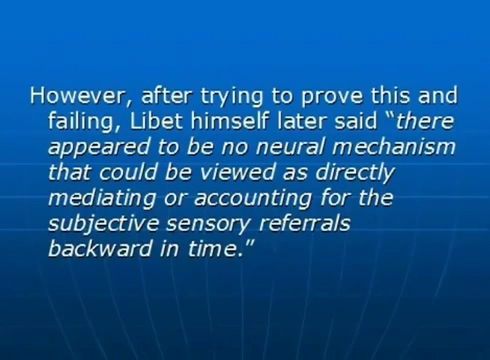 However, after trying to prove this and
failing, Libet himself later said “there
appeared to be no neural mechanism
that could be viewed as directly
mediating or accounting for the
subjective sensory referrals
backward in time.”